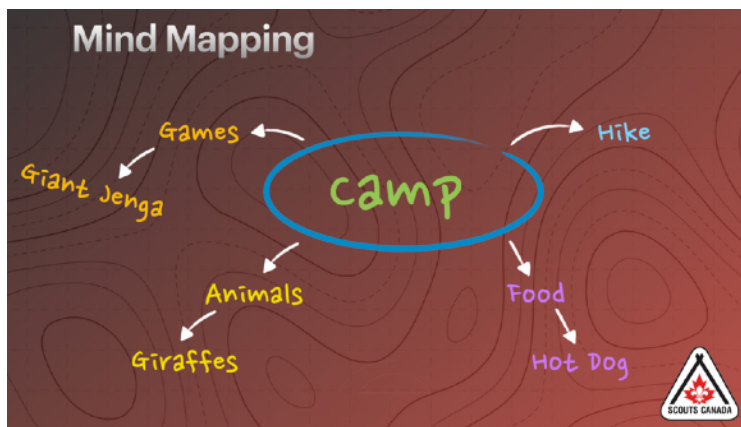 Mind Mapping
Games
Hike
Giant Jenga
camp
Animals
Food
Giraffes
Hot Dog
SCOUTS CANADA